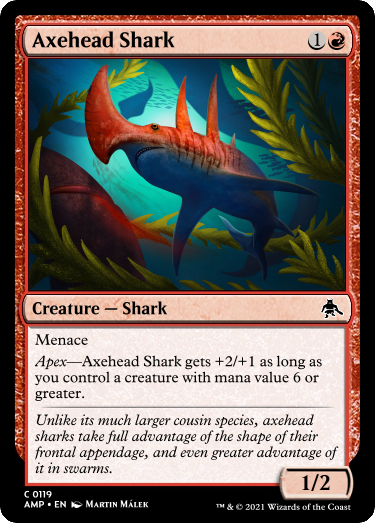 Axehead Shark 1
Creature — Shark
Menace
Apex—Axehead Shark gets +2/+1 as long as
you control a creature with mana value 6 or
greater.
Unlike its much larger cousin species, axehead
sharks take full advantage of the shape of their
frontal appendage, and even greater advantage of
it in swarms.
1/2
C 0119
AMP • EN Martin Málek
™ & © 2021 Wizards of the Coast